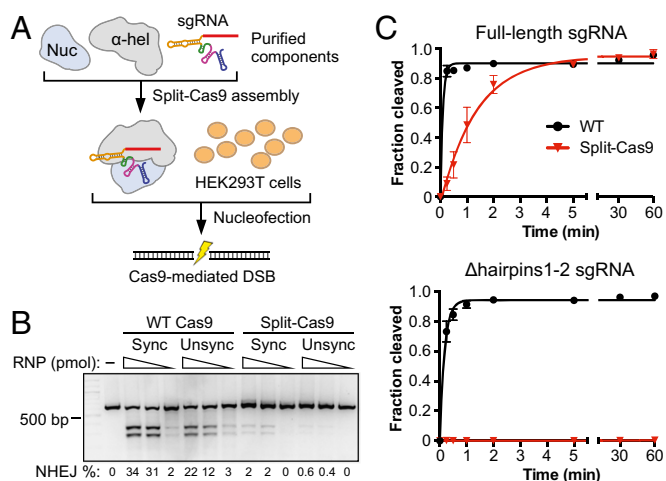 A
Nuc
α-hel
sgRNA
Purified
components
Split-Cas9 assembly
HEK293T cells
Nucleofection
Cas9-mediated DSB
B
WT Cas9 Split-Cas9
Sync Unsync Sync Unsync
RNP (pmol): –
500 bp
NHEJ %: 0 34 31 2 22 12 3 2 2 0 0.6 0.4 0
C
Full-length sgRNA
Fraction cleaved
1.0
0.8
0.6
0.4
0.2
0
WT
Split-Cas9
0 1 2 3 4 5 30 60
Time (min)
Δhairpins1-2 sgRNA
Fraction cleaved
1.0
0.8
0.6
0.4
0.2
0
0 1 2 3 4 5 30 60
Time (min)